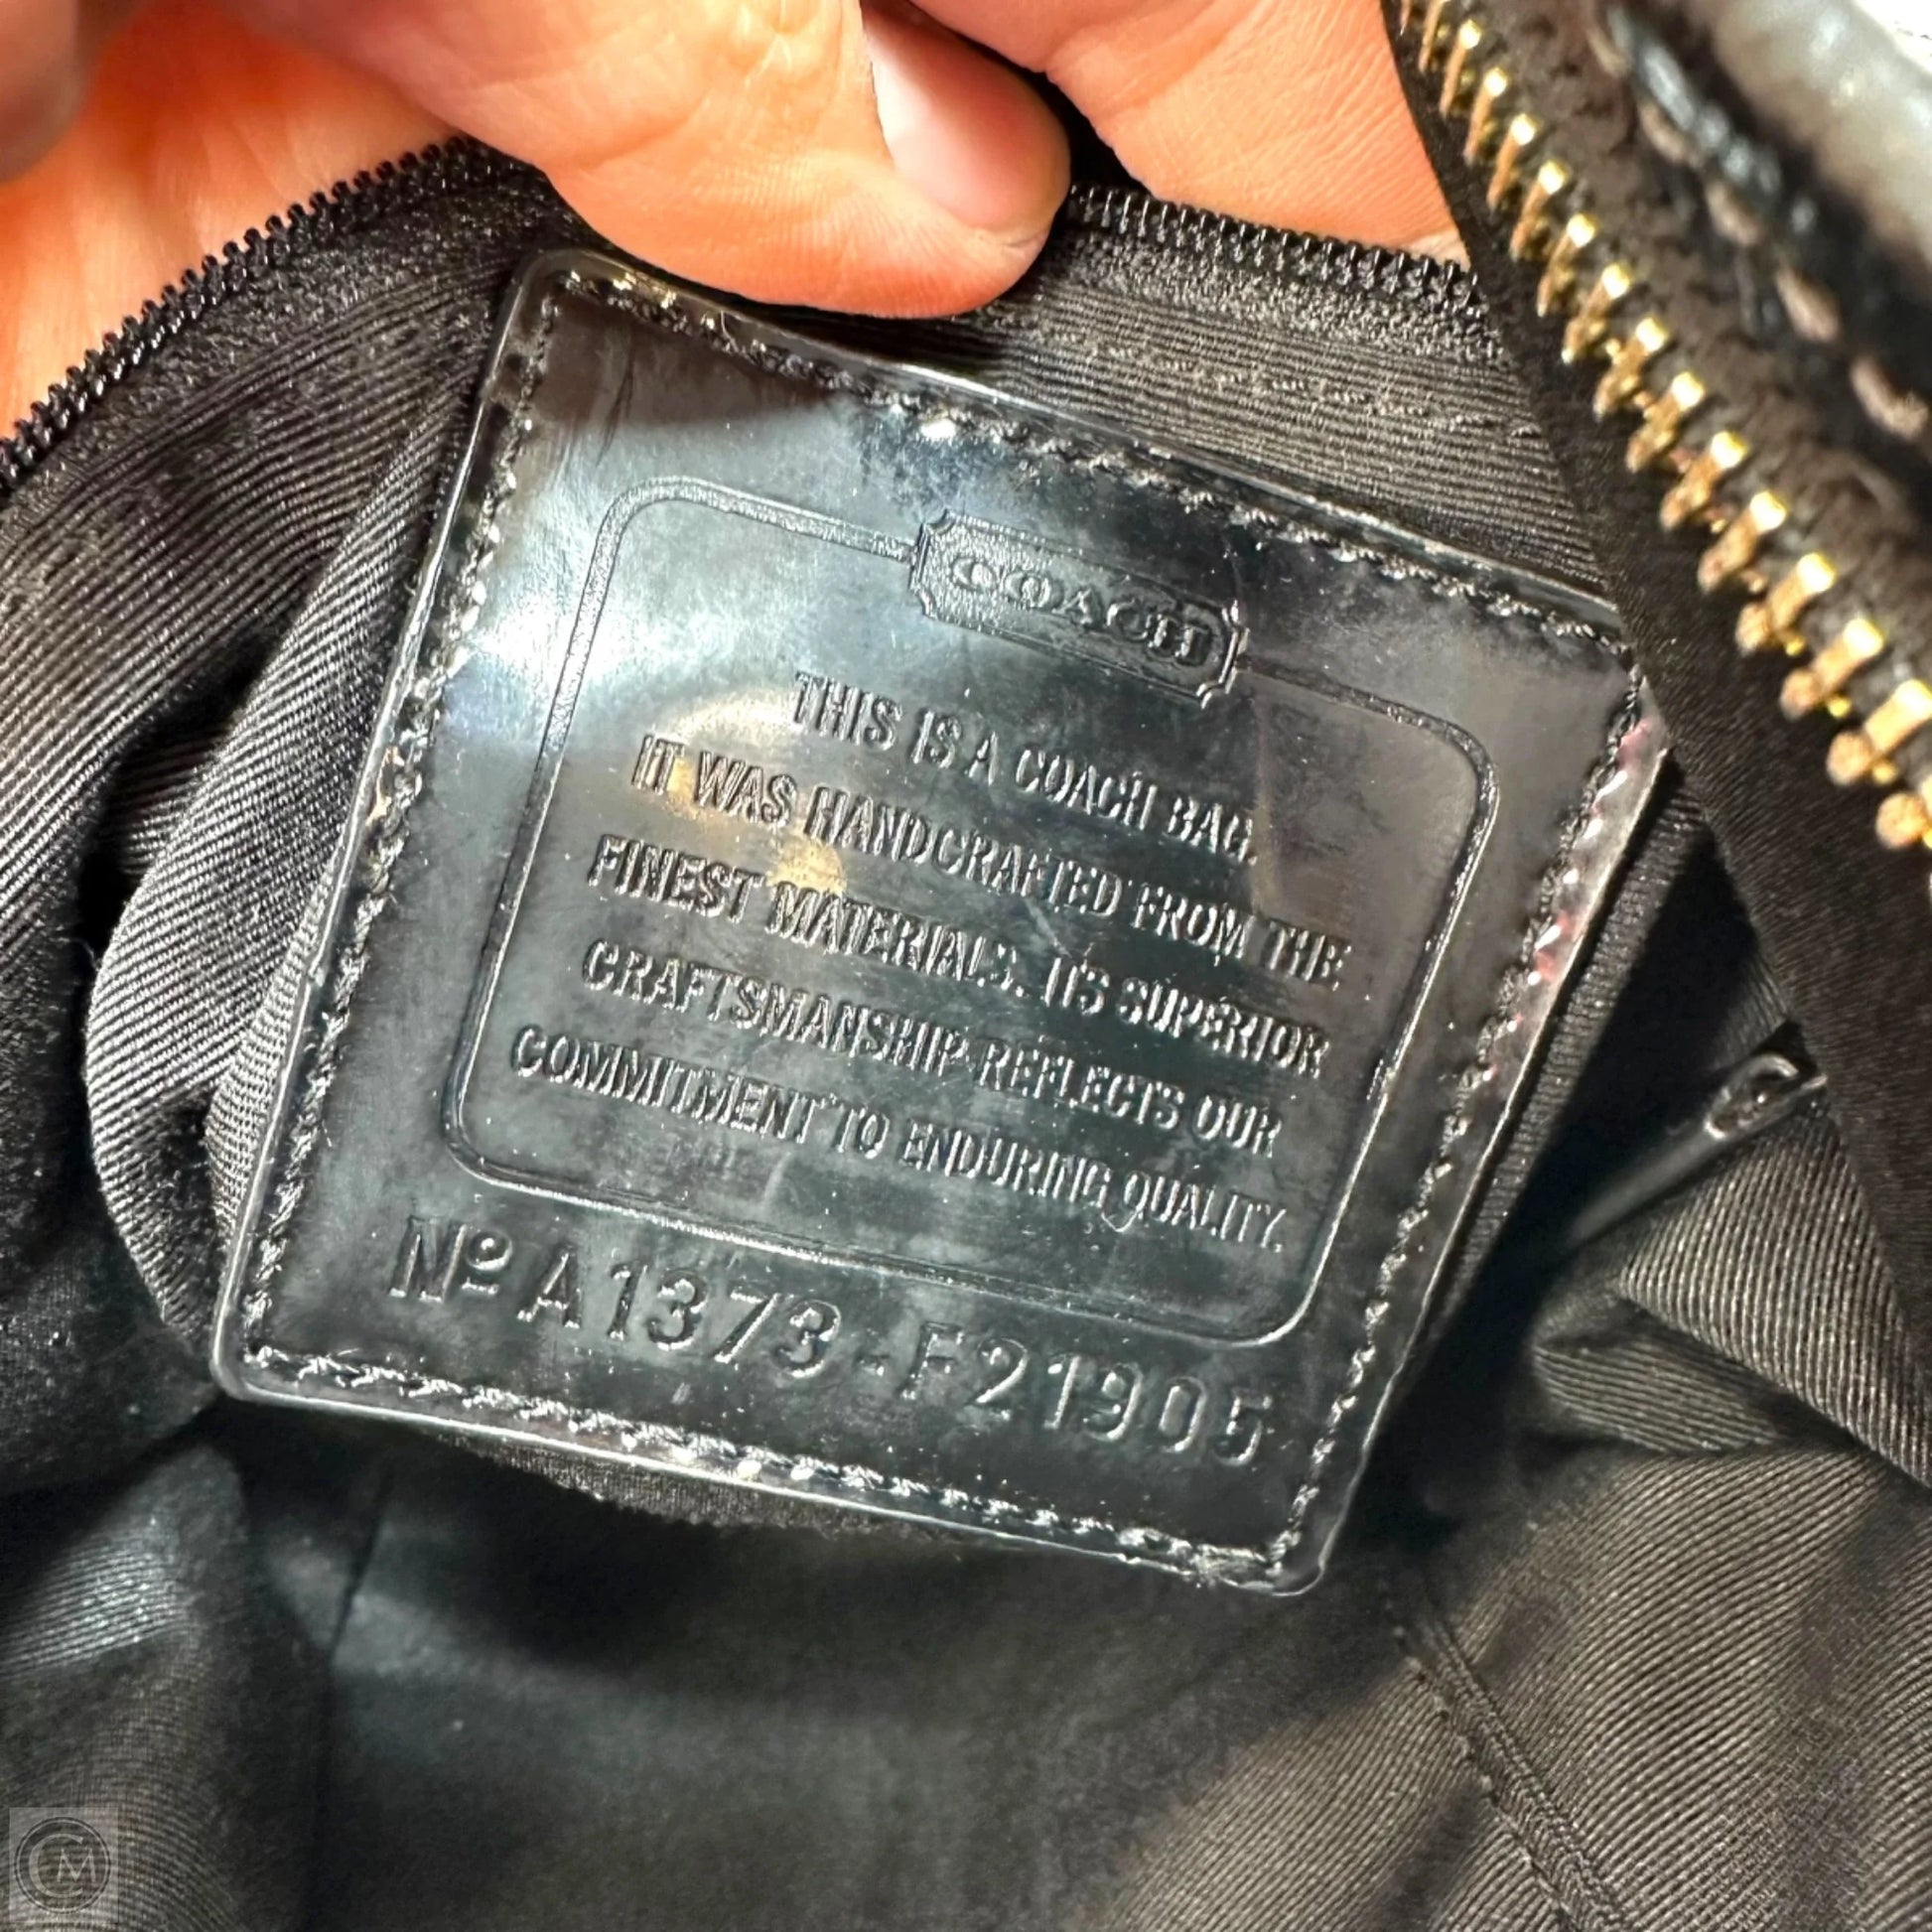 COACH
THIS IS A COACH BAG.
IT WAS HANDCRAFTED FROM THE
FINEST MATERIALS. ITS SUPERIOR
CRAFTSMANSHIP REFLECTS OUR
COMMITMENT TO ENDURING QUALITY.
Nº A1373-F21905
CM